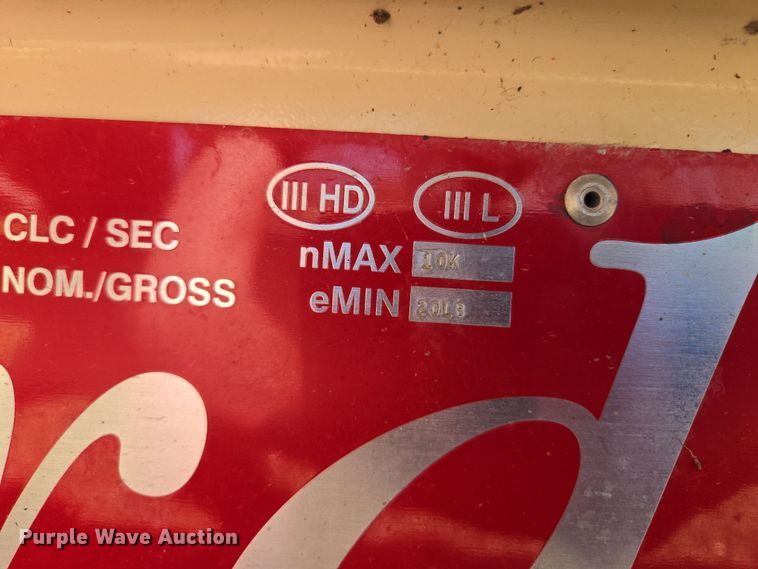 III HD III L
CLC / SEC
nMAX 10K
NOM./GROSS
eMIN 20LB
Purple Wave Auction